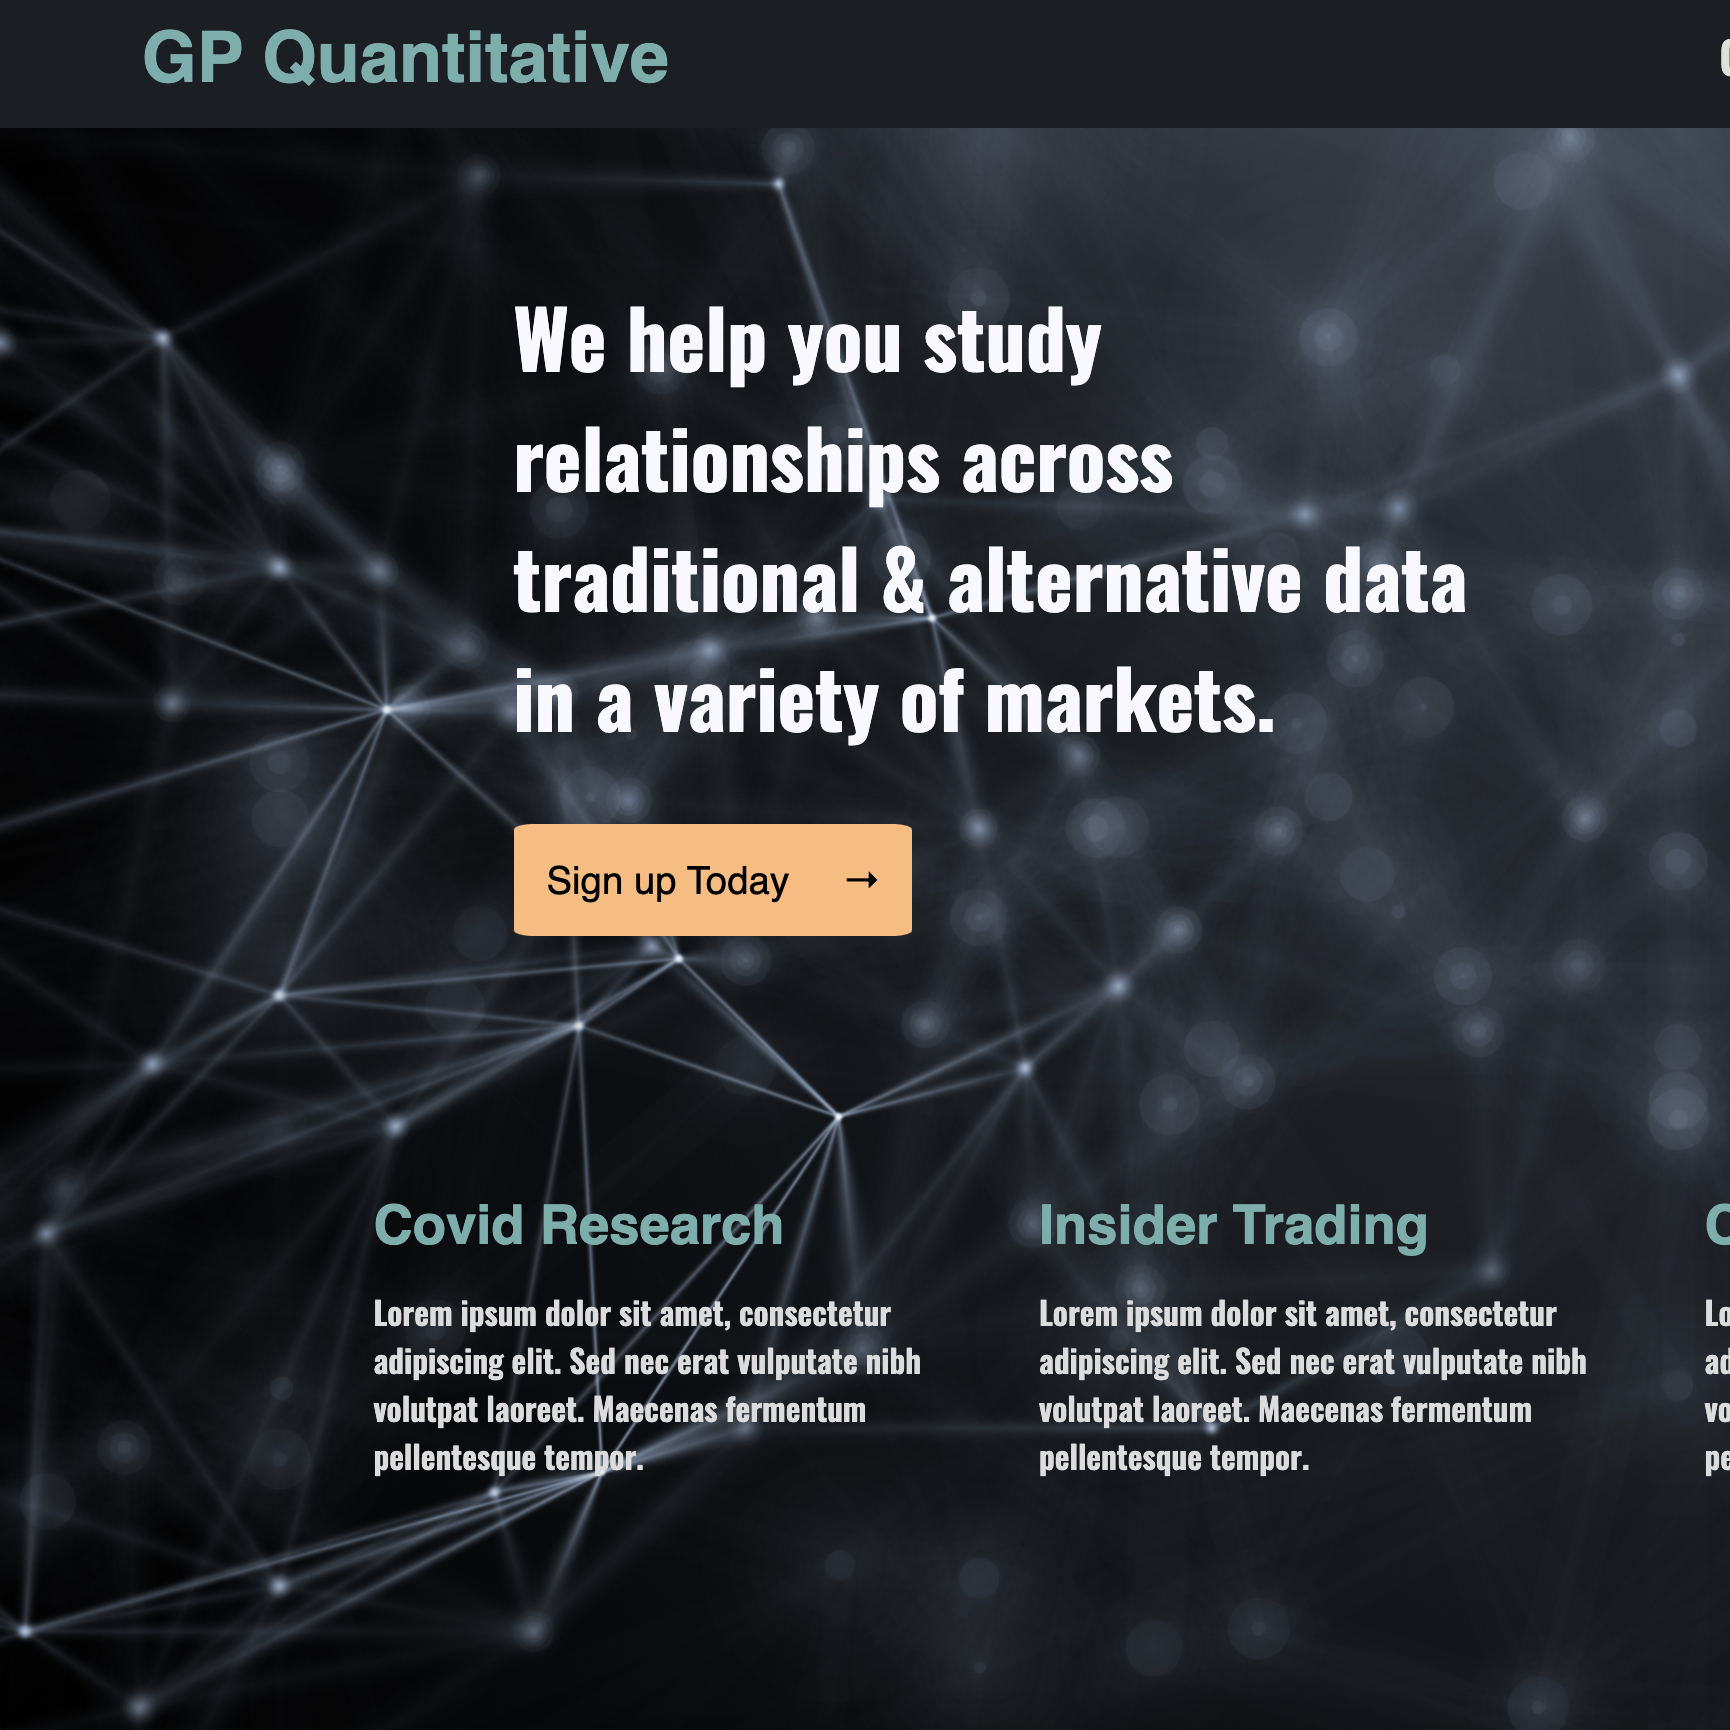 GP Quantitative
We help you study
relationships across
traditional & alternative data
in a variety of markets.
Sign up Today →
Covid Research
Insider Trading
Lorem ipsum dolor sit amet, consectetur
adipiscing elit. Sed nec erat vulputate nibh
volutpat laoreet. Maecenas fermentum
pellentesque tempor.
Lorem ipsum dolor sit amet, consectetur
adipiscing elit. Sed nec erat vulputate nibh
volutpat laoreet. Maecenas fermentum
pellentesque tempor.